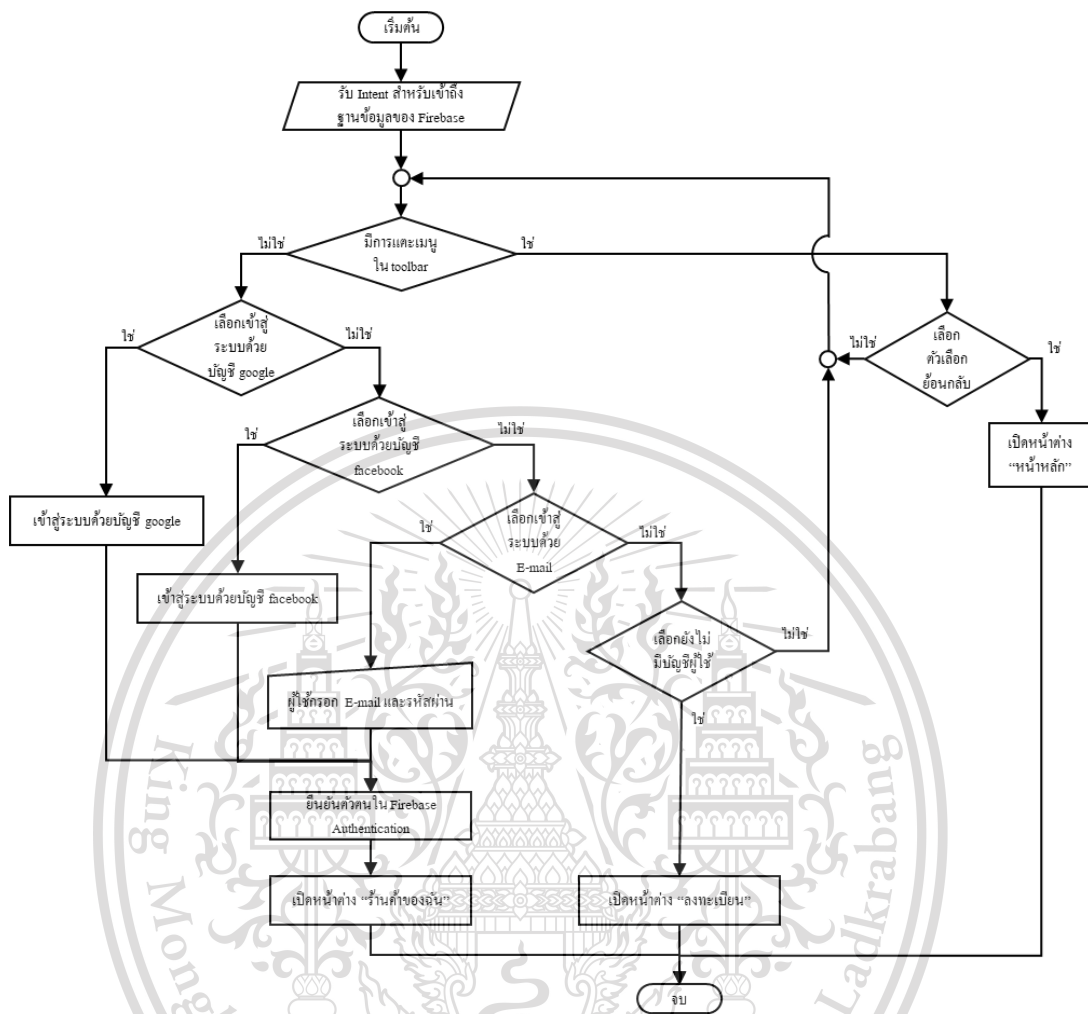 เริ่มต้น
รับ Intent สำหรับเข้าถึง
ฐานข้อมูลของ Firebase
ไม่ใช่
มีการแตะเมนู
ใน toolbar
ใช่
ใช่
เลือกเข้าสู่
ระบบด้วย
บัญชี google
ไม่ใช่
ไม่ใช่
เลือก
ตัวเลือก
ย้อนกลับ
ใช่
ใช่
เลือกเข้าสู่
ระบบด้วยบัญชี
facebook
ไม่ใช่
เปิดหน้าต่าง
“หน้าหลัก”
เข้าสู่ระบบด้วยบัญชี google
ใช่
เลือกเข้าสู่
ระบบด้วย
E-mail
ไม่ใช่
เข้าสู่ระบบด้วยบัญชี facebook
เลือกยังไม่
มีบัญชีผู้ใช้
ไม่ใช่
ใช่
ผู้ใช้กรอก E-mail และรหัสผ่าน
ยืนยันตัวตนใน Firebase
Authentication
เปิดหน้าต่าง “ร้านค้าของฉัน”
เปิดหน้าต่าง “ลงทะเบียน”
จบ
King Mongk
Ladkrabang